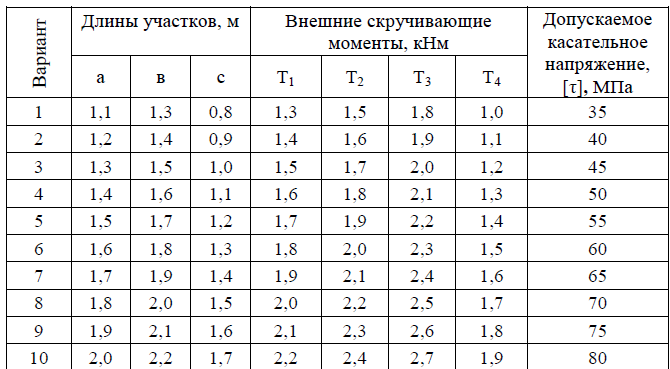 Вариант
Длины участков, м
Внешние скручивающие
моменты, кНм
Допускаемое
касательное
напряжение,
[τ], МПа
а в с T1 T2 T3 T4
1 1,1 1,3 0,8 1,3 1,5 1,8 1,0 35
2 1,2 1,4 0,9 1,4 1,6 1,9 1,1 40
3 1,3 1,5 1,0 1,5 1,7 2,0 1,2 45
4 1,4 1,6 1,1 1,6 1,8 2,1 1,3 50
5 1,5 1,7 1,2 1,7 1,9 2,2 1,4 55
6 1,6 1,8 1,3 1,8 2,0 2,3 1,5 60
7 1,7 1,9 1,4 1,9 2,1 2,4 1,6 65
8 1,8 2,0 1,5 2,0 2,2 2,5 1,7 70
9 1,9 2,1 1,6 2,1 2,3 2,6 1,8 75
10 2,0 2,2 1,7 2,2 2,4 2,7 1,9 80